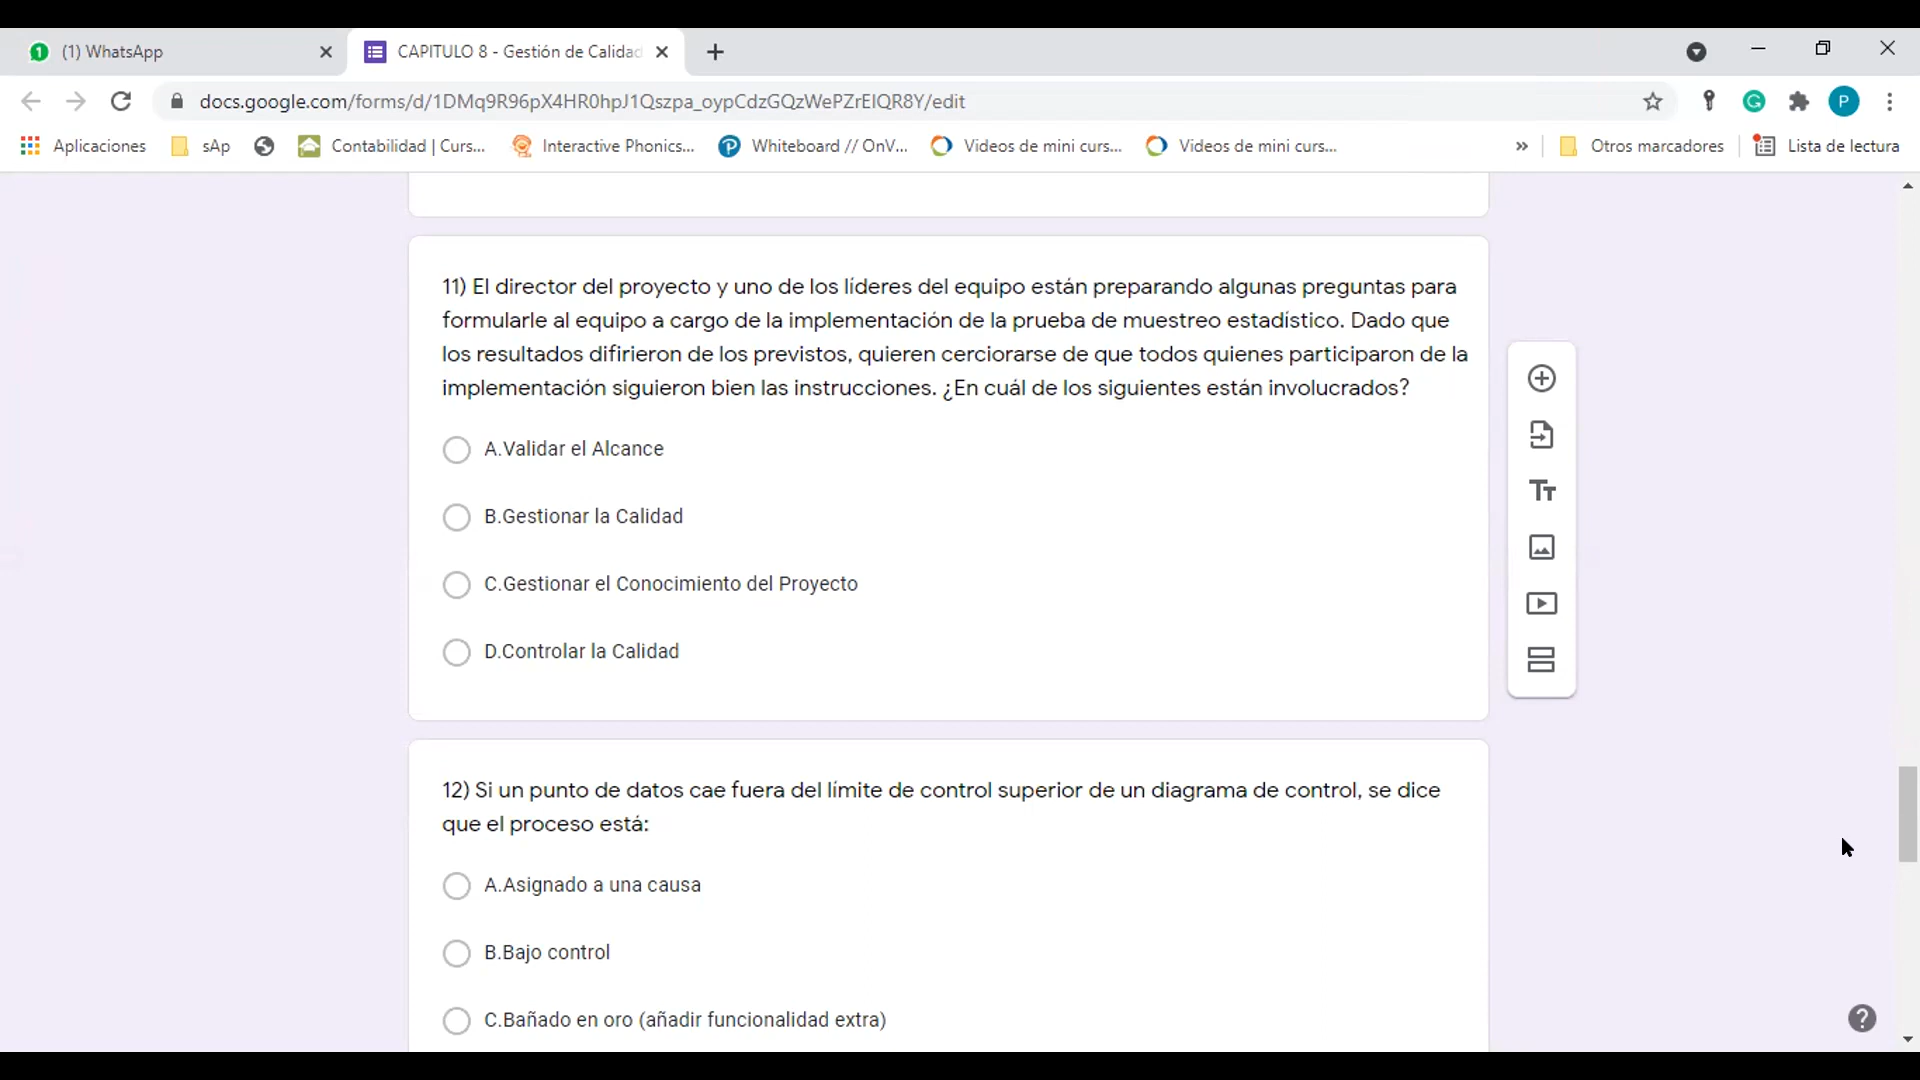 (1) WhatsApp
CAPITULO 8 - Gestión de Calidad
docs.google.com/forms/d/1DMq9R96pX4HR0hpJ1Qszpa_oypCdzGQzWePZrEIQR8Y/edit
P
Aplicaciones
sAp
Contabilidad | Curs...
Interactive Phonics...
Whiteboard // OnV...
Videos de mini curs...
Videos de mini curs...
»
Otros marcadores
Lista de lectura
11) El director del proyecto y uno de los líderes del equipo están preparando algunas preguntas para
formularle al equipo a cargo de la implementación de la prueba de muestreo estadístico. Dado que
los resultados difirieron de los previstos, quieren cerciorarse de que todos quienes participaron de la
implementación siguieron bien las instrucciones. ¿En cuál de los siguientes están involucrados?
A.Validar el Alcance
B.Gestionar la Calidad
C.Gestionar el Conocimiento del Proyecto
D.Controlar la Calidad
12) Si un punto de datos cae fuera del límite de control superior de un diagrama de control, se dice
que el proceso está:
A.Asignado a una causa
B.Bajo control
C.Bañado en oro (añadir funcionalidad extra)